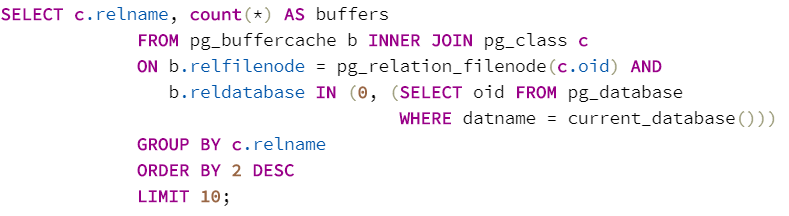 SELECT c.relname, count(*) AS buffers
             FROM pg_buffercache b INNER JOIN pg_class c
             ON b.relfilenode = pg_relation_filenode(c.oid) AND
                b.reldatabase IN (0, (SELECT oid FROM pg_database
                                      WHERE datname = current_database()))
             GROUP BY c.relname
             ORDER BY 2 DESC
             LIMIT 10;